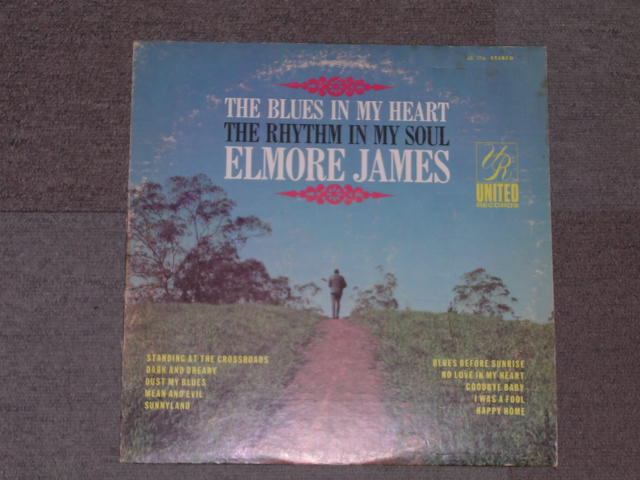 STEREO
THE BLUES IN MY HEART
THE RHYTHM IN MY SOUL
ELMORE JAMES
UR
UNITED
RECORDS
STANDING AT THE CROSSROADS
DARK AND DREARY
DUST MY BLUES
MEAN AND EVIL
SUNNYLAND
BLUES BEFORE SUNRISE
NO LOVE IN MY HEART
GOODBYE BABY
I WAS A FOOL
HAPPY HOME